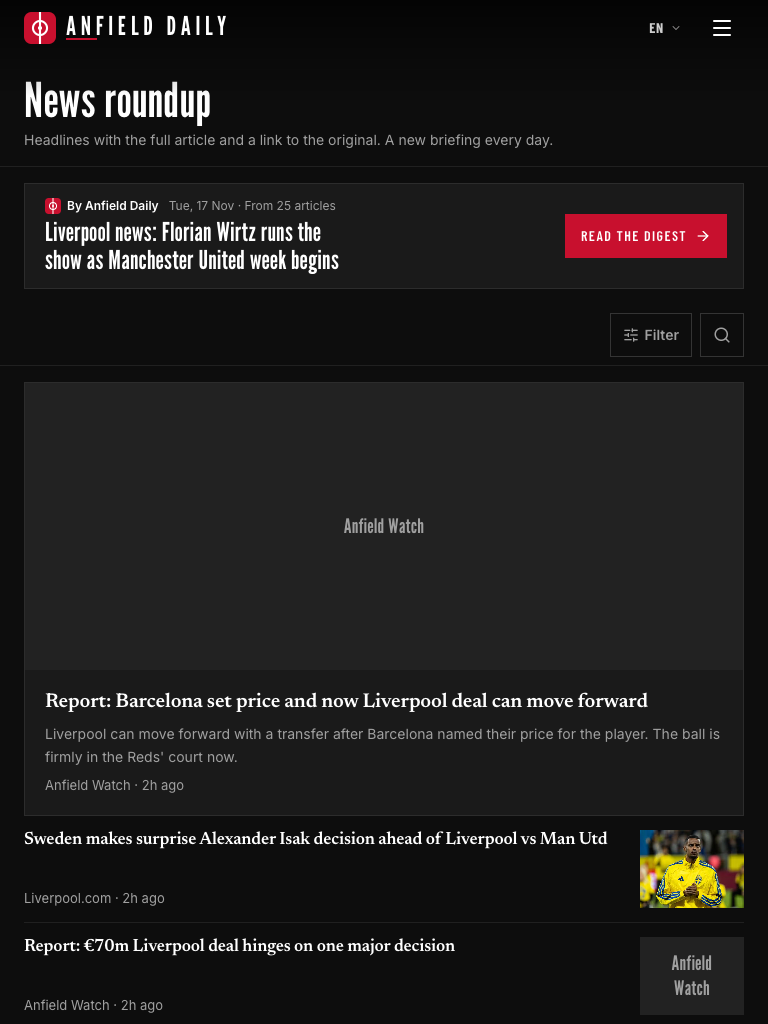 ANFIELD DAILY
EN
News roundup
Headlines with the full article and a link to the original. A new briefing every day.
By Anfield Daily Tue, 17 Nov · From 25 articles
Liverpool news: Florian Wirtz runs the
show as Manchester United week begins
READ THE DIGEST
Filter
Anfield Watch
Report: Barcelona set price and now Liverpool deal can move forward
Liverpool can move forward with a transfer after Barcelona named their price for the player. The ball is
firmly in the Reds' court now.
Anfield Watch · 2h ago
Sweden makes surprise Alexander Isak decision ahead of Liverpool vs Man Utd
Liverpool.com · 2h ago
Report: €70m Liverpool deal hinges on one major decision
Anfield Watch · 2h ago
Anfield
Watch